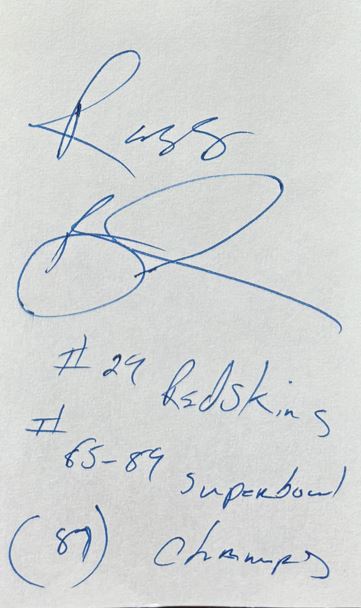 #29 Redskins
#
85-89 Superbowl
(87) Champs